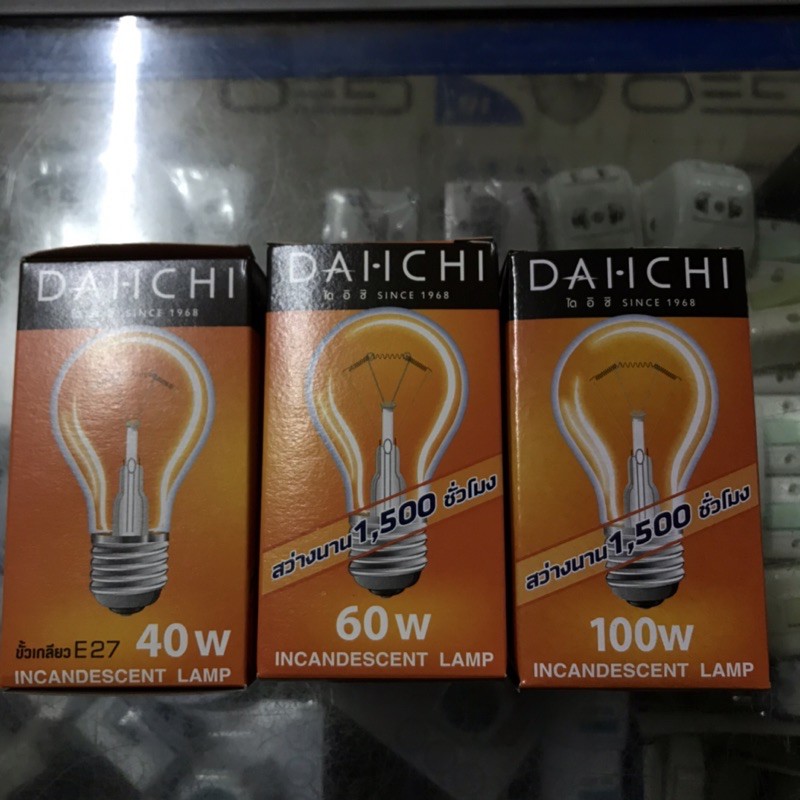 DAI-ICHI
ได อิ ชิ SINCE 1968
ขั้วเกลียว E27 40 W
INCANDESCENT LAMP
DAI-ICHI
ได อิ ชิ SINCE 1968
สว่างนาน 1,500 ชั่วโมง
60 W
INCANDESCENT LAMP
DAI-ICHI
ได อิ ชิ SINCE 1968
สว่างนาน 1,500 ชั่วโมง
100W
INCANDESCENT LAMP